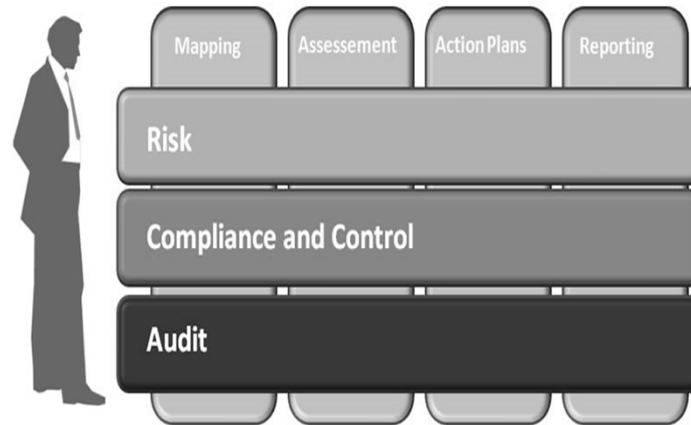 Mapping
Assessement
Action Plans
Reporting
Risk
Compliance and Control
Audit